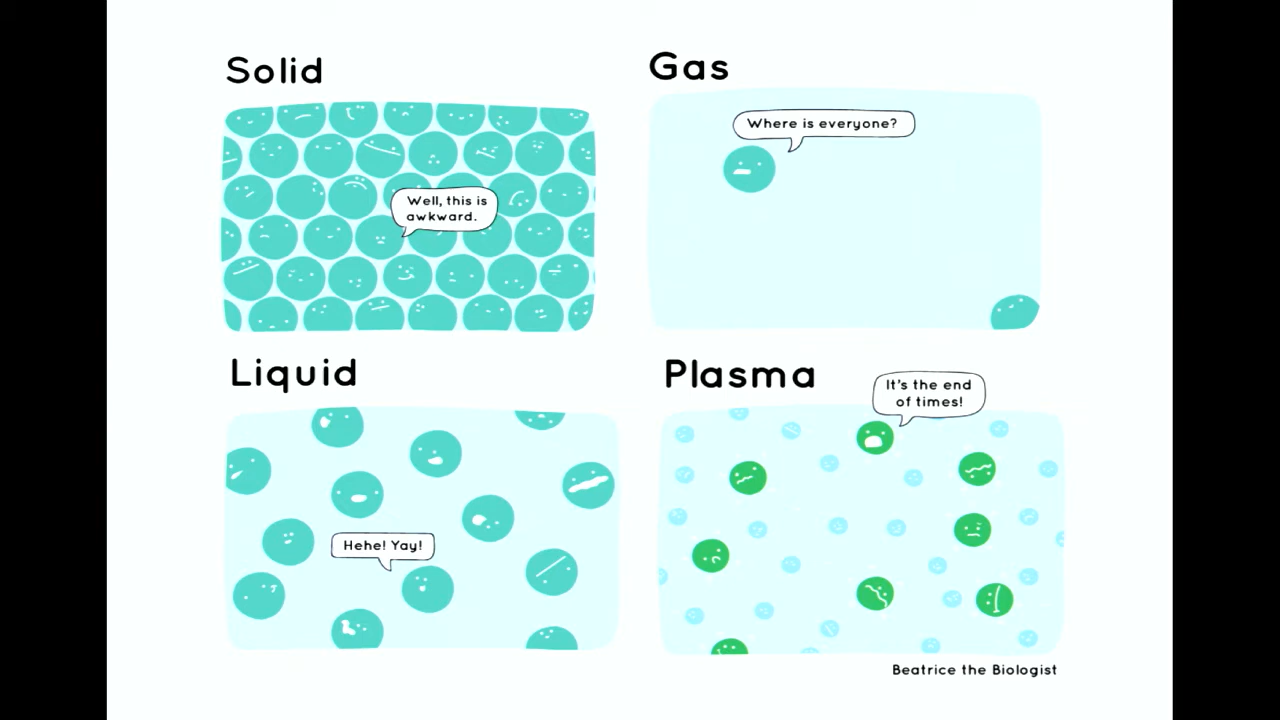 Solid
Well, this is
awkward.
Gas
Where is everyone?
Liquid
Hehe! Yay!
Plasma
It's the end
of times!
Beatrice the Biologist